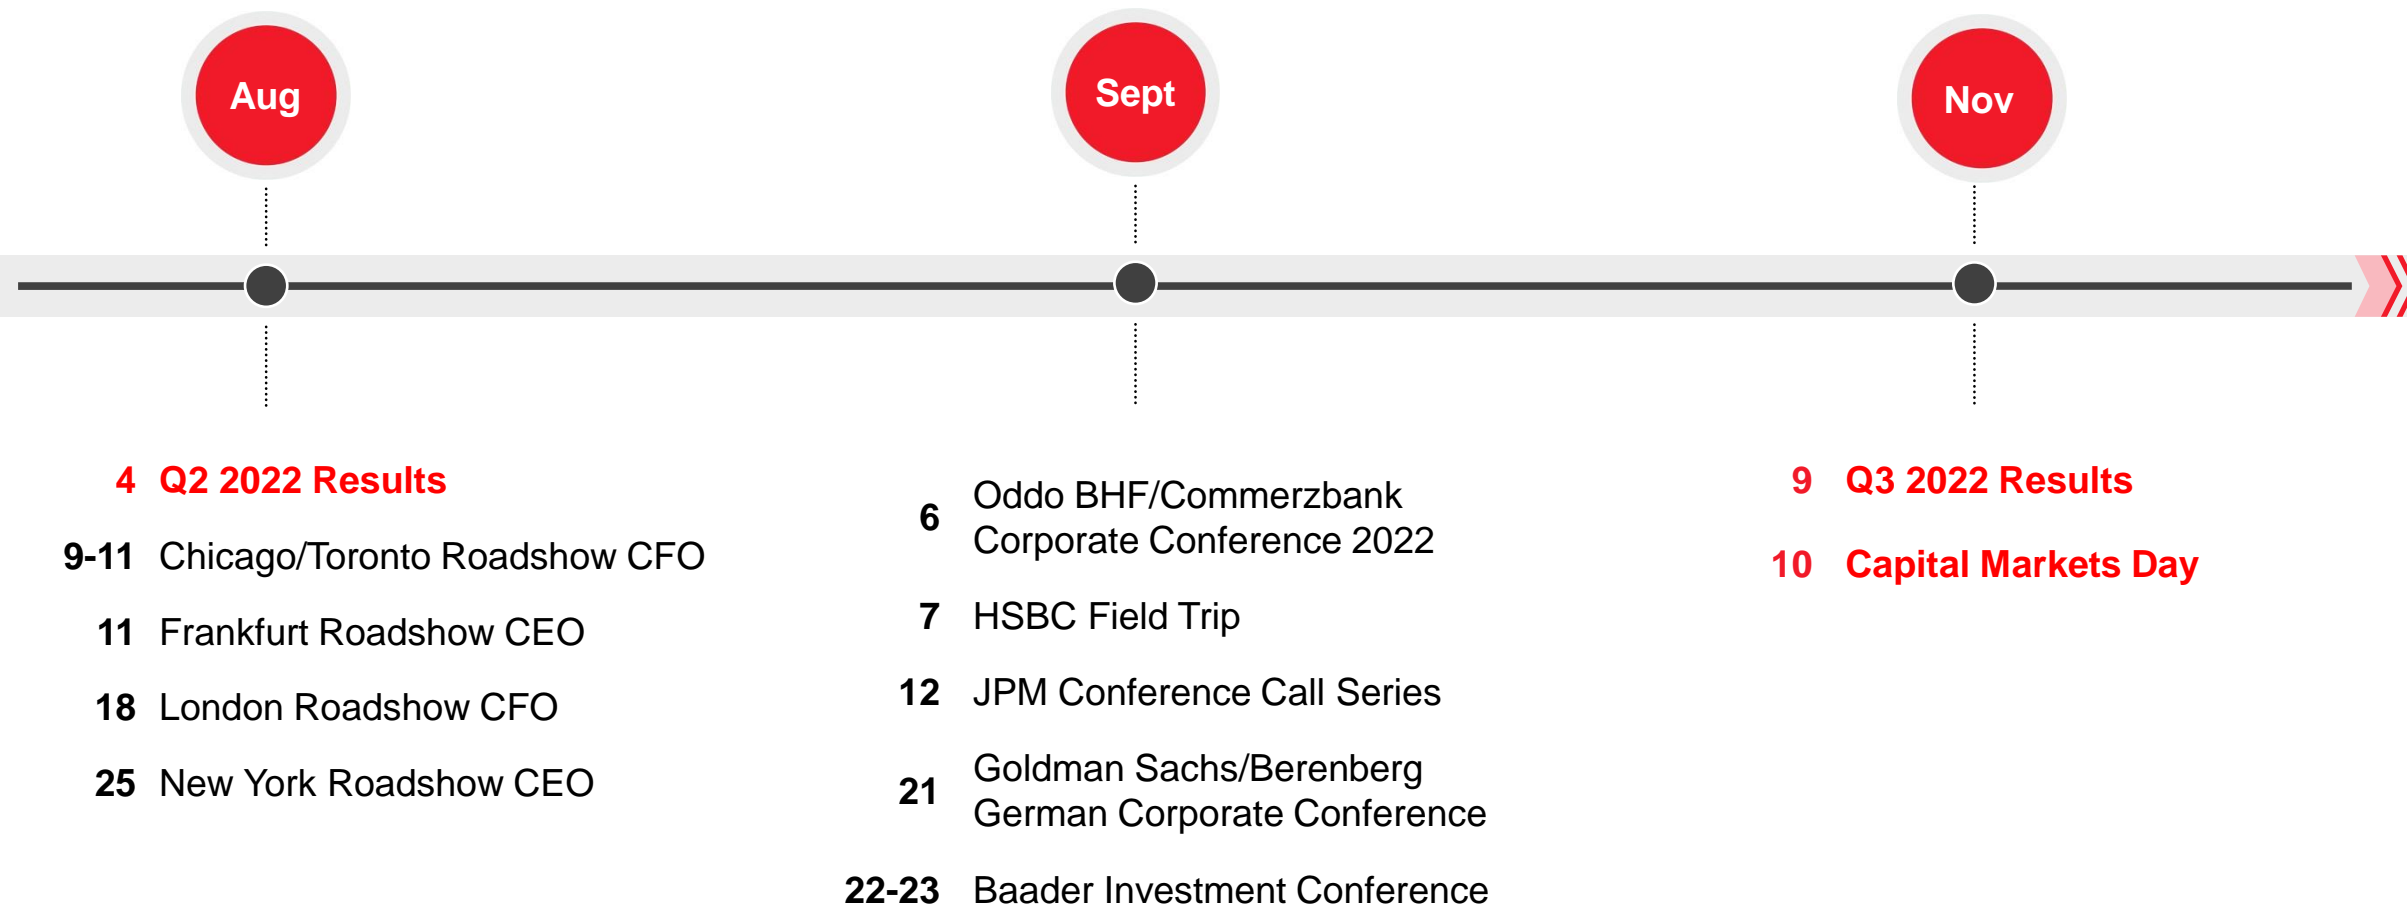 Aug
Sept
Nov
4 Q2 2022 Results
9-11 Chicago/Toronto Roadshow CFO
11 Frankfurt Roadshow CEO
18 London Roadshow CFO
25 New York Roadshow CEO
6 Oddo BHF/Commerzbank
Corporate Conference 2022
7 HSBC Field Trip
12 JPM Conference Call Series
21 Goldman Sachs/Berenberg
German Corporate Conference
22-23 Baader Investment Conference
9 Q3 2022 Results
10 Capital Markets Day